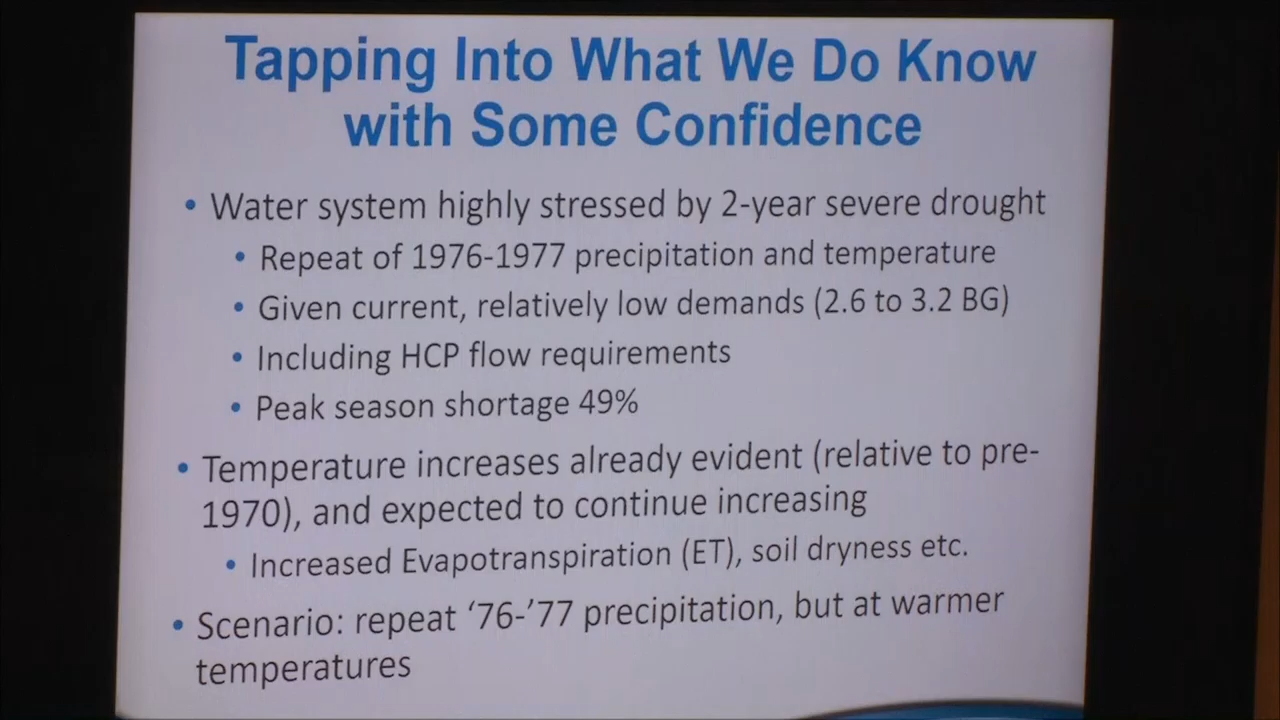 Tapping Into What We Do Know
with Some Confidence
• Water system highly stressed by 2-year severe drought
• Repeat of 1976-1977 precipitation and temperature
• Given current, relatively low demands (2.6 to 3.2 BG)
• Including HCP flow requirements
• Peak season shortage 49%
• Temperature increases already evident (relative to pre-
1970), and expected to continue increasing
• Increased Evapotranspiration (ET), soil dryness etc.
• Scenario: repeat ‘76-’77 precipitation, but at warmer
temperatures